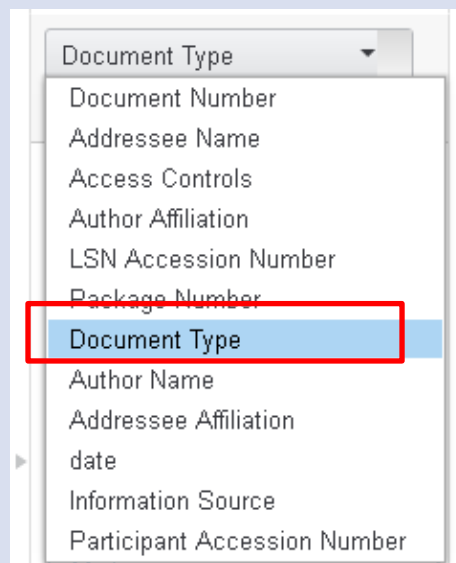 Document Type
Document Number
Addressee Name
Access Controls
Author Affiliation
LSN Accession Number
Package Number
Document Type
Author Name
Addressee Affiliation
date
Information Source
Participant Accession Number